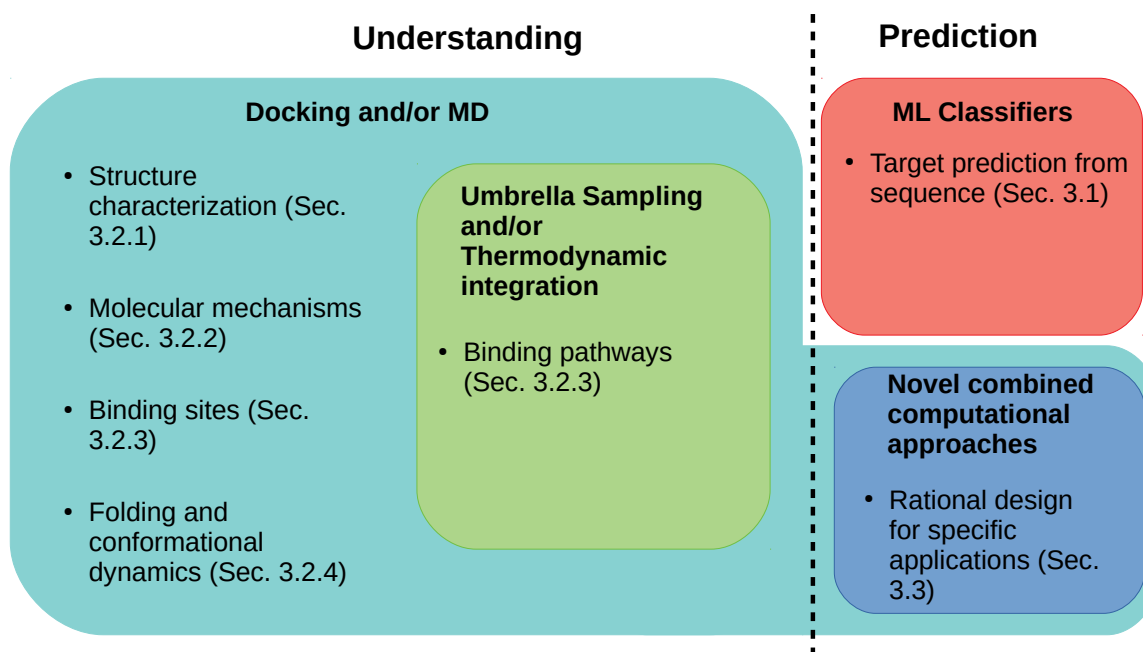 Understanding
Prediction
Docking and/or MD
• Structure
characterization (Sec.
3.2.1)
• Molecular mechanisms
(Sec. 3.2.2)
• Binding sites (Sec.
3.2.3)
• Folding and
conformational
dynamics (Sec. 3.2.4)
Umbrella Sampling
and/or
Thermodynamic
integration
• Binding pathways
(Sec. 3.2.3)
ML Classifiers
• Target prediction from
sequence (Sec. 3.1)
Novel combined
computational
approaches
• Rational design
for specific
applications (Sec.
3.3)